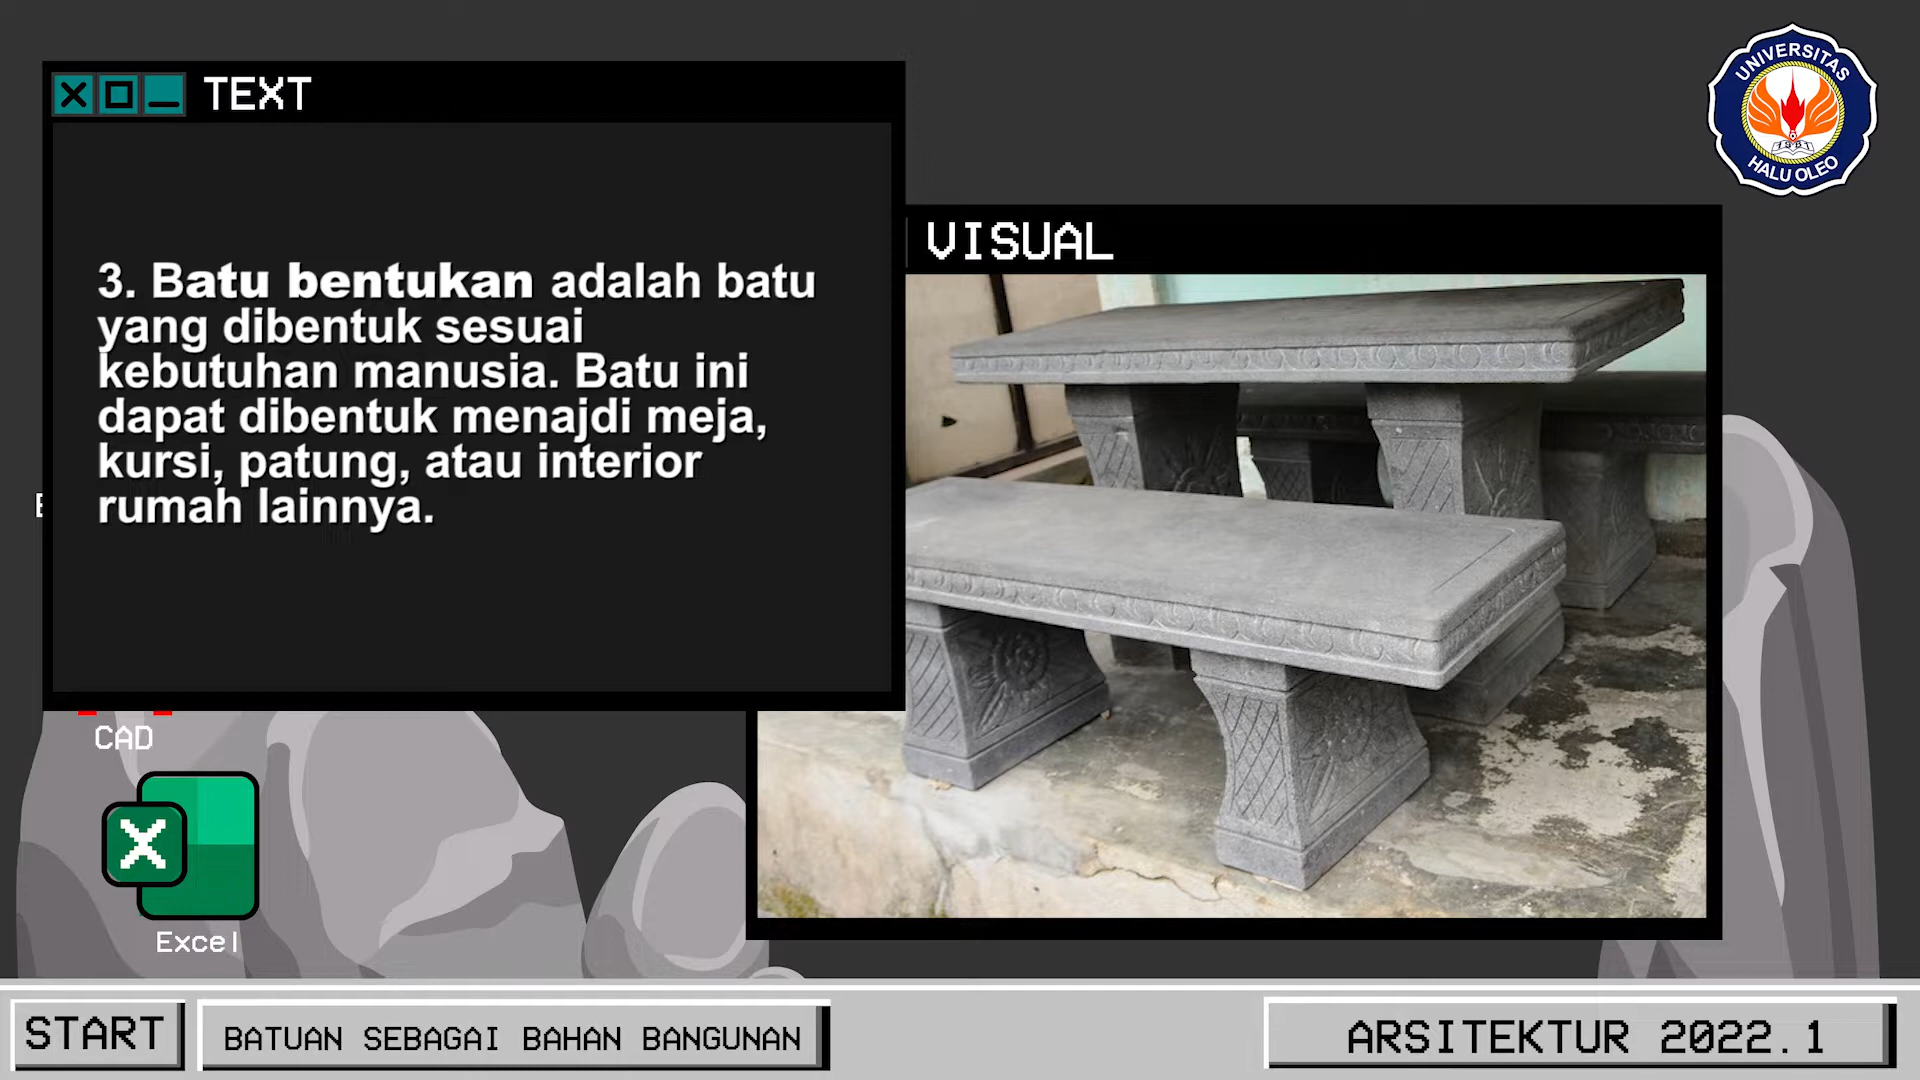 TEXT
UNIVERSITAS
1981
HALU OLEO
VISUAL
3. Batu bentukan adalah batu
yang dibentuk sesuai
kebutuhan manusia. Batu ini
dapat dibentuk menajdi meja,
kursi, patung, atau interior
rumah lainnya.
CAD
X
Excel
START
BATUAN SEBAGAI BAHAN BANGUNAN
ARSITEKTUR 2022.1